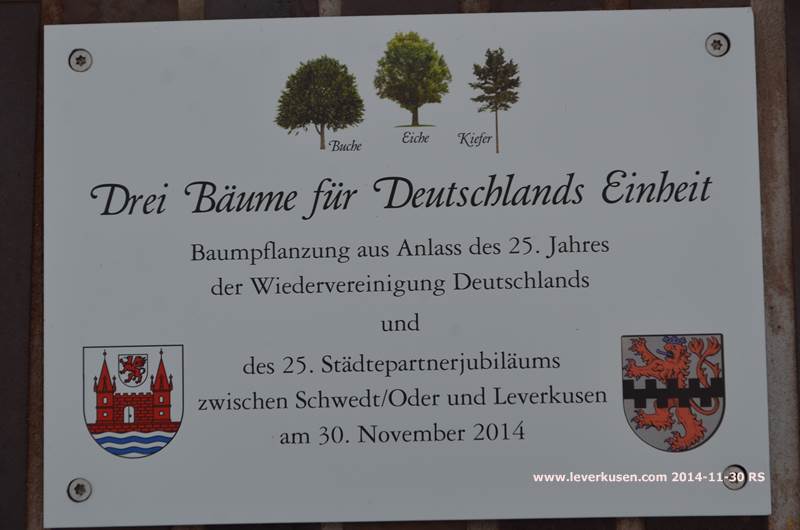 Buche
Eiche
Kiefer
Drei Bäume für Deutschlands Einheit
Baumpflanzung aus Anlass des 25. Jahres
der Wiedervereinigung Deutschlands
und
des 25. Städtepartnerjubiläums
zwischen Schwedt/Oder und Leverkusen
am 30. November 2014
www.leverkusen.com 2014-11-30 RS